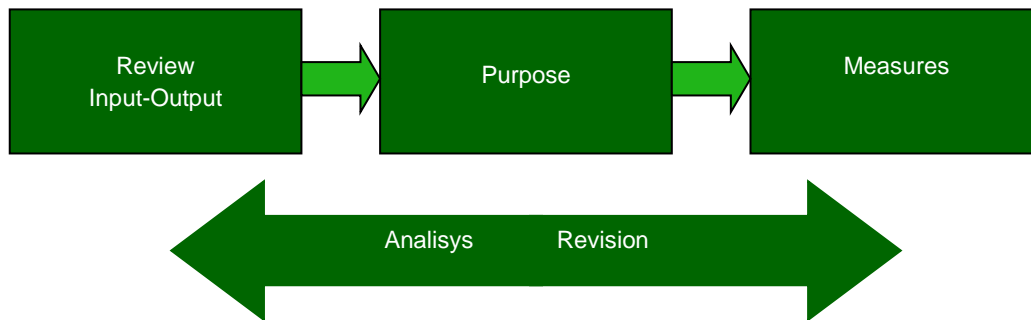 Review
Input-Output
Purpose
Measures
Analisys Revision